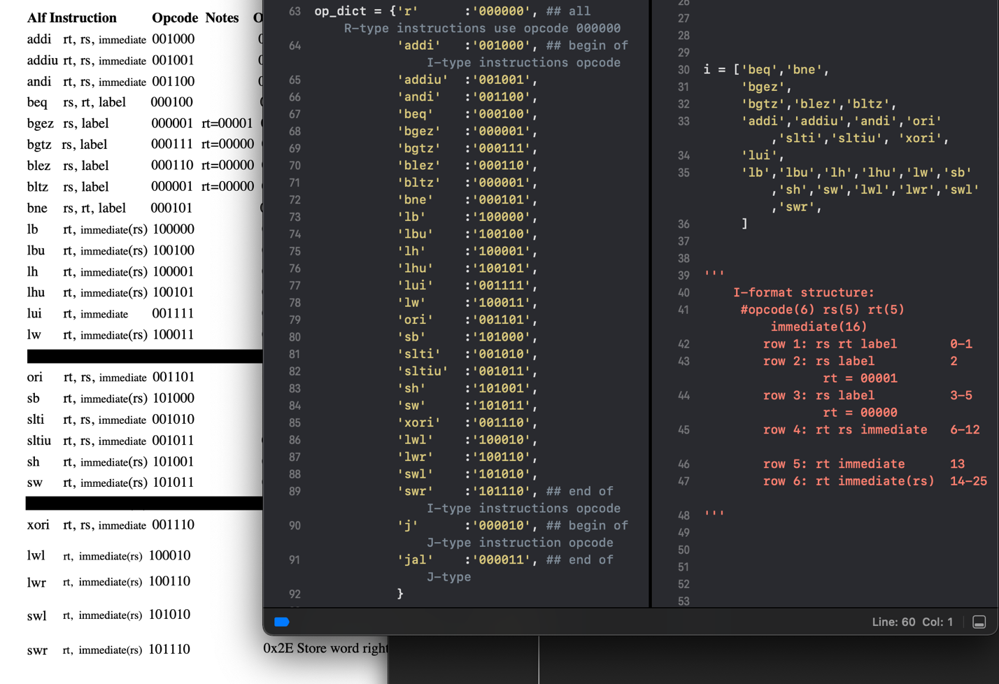 Alf Instruction Opcode Notes O
addi rt, rs, immediate 001000
addiu rt, rs, immediate 001001
andi rt, rs, immediate 001100
beq rs, rt, label 000100
bgez rs, label 000001 rt=00001
bgtz rs, label 000111 rt=00000
blez rs, label 000110 rt=00000
bltz rs, label 000001 rt=00000
bne rs, rt, label 000101
lb rt, immediate(rs) 100000
lbu rt, immediate(rs) 100100
lh rt, immediate(rs) 100001
lhu rt, immediate(rs) 100101
lui rt, immediate 001111
lw rt, immediate(rs) 100011
ori rt, rs, immediate 001101
sb rt, immediate(rs) 101000
slti rt, rs, immediate 001010
sltiu rt, rs, immediate 001011
sh rt, immediate(rs) 101001
sw rt, immediate(rs) 101011
xori rt, rs, immediate 001110
lwl rt, immediate(rs) 100010
lwr rt, immediate(rs) 100110
swl rt, immediate(rs) 101010
swr rt, immediate(rs) 101110 0x2E Store word right
63 op_dict = {'r' :'000000', ## all
R-type instructions use opcode 000000
64 'addi' :'001000', ## begin of
I-type instructions opcode
65 'addiu' :'001001',
66 'andi' :'001100',
67 'beq' :'000100',
68 'bgez' :'000001',
69 'bgtz' :'000111',
70 'blez' :'000110',
71 'bltz' :'000001',
72 'bne' :'000101',
73 'lb' :'100000',
74 'lbu' :'100100',
75 'lh' :'100001',
76 'lhu' :'100101',
77 'lui' :'001111',
78 'lw' :'100011',
79 'ori' :'001101',
80 'sb' :'101000',
81 'slti' :'001010',
82 'sltiu' :'001011',
83 'sh' :'101001',
84 'sw' :'101011',
85 'xori' :'001110',
86 'lwl' :'100010',
87 'lwr' :'100110',
88 'swl' :'101010',
89 'swr' :'101110', ## end of
I-type instructions opcode
90 'j' :'000010', ## begin of
J-type instruction opcode
91 'jal' :'000011', ## end of
J-type
92 }
26
27
28
29
30 i = ['beq','bne',
31 'bgez',
32 'bgtz','blez','bltz',
33 'addi','addiu','andi','ori'
,'slti','sltiu', 'xori',
34 'lui',
35 'lb','lbu','lh','lhu','lw','sb'
,'sh','sw','lwl','lwr','swl'
,'swr',
36 ]
37
38
39 '''
40 I-format structure:
41 #opcode(6) rs(5) rt(5)
immediate(16)
42 row 1: rs rt label 0-1
43 row 2: rs label 2
rt = 00001
44 row 3: rs label 3-5
rt = 00000
45 row 4: rt rs immediate 6-12
46 row 5: rt immediate 13
47 row 6: rt immediate(rs) 14-25
48 '''
49
50
51
52
53
Line: 60 Col: 1